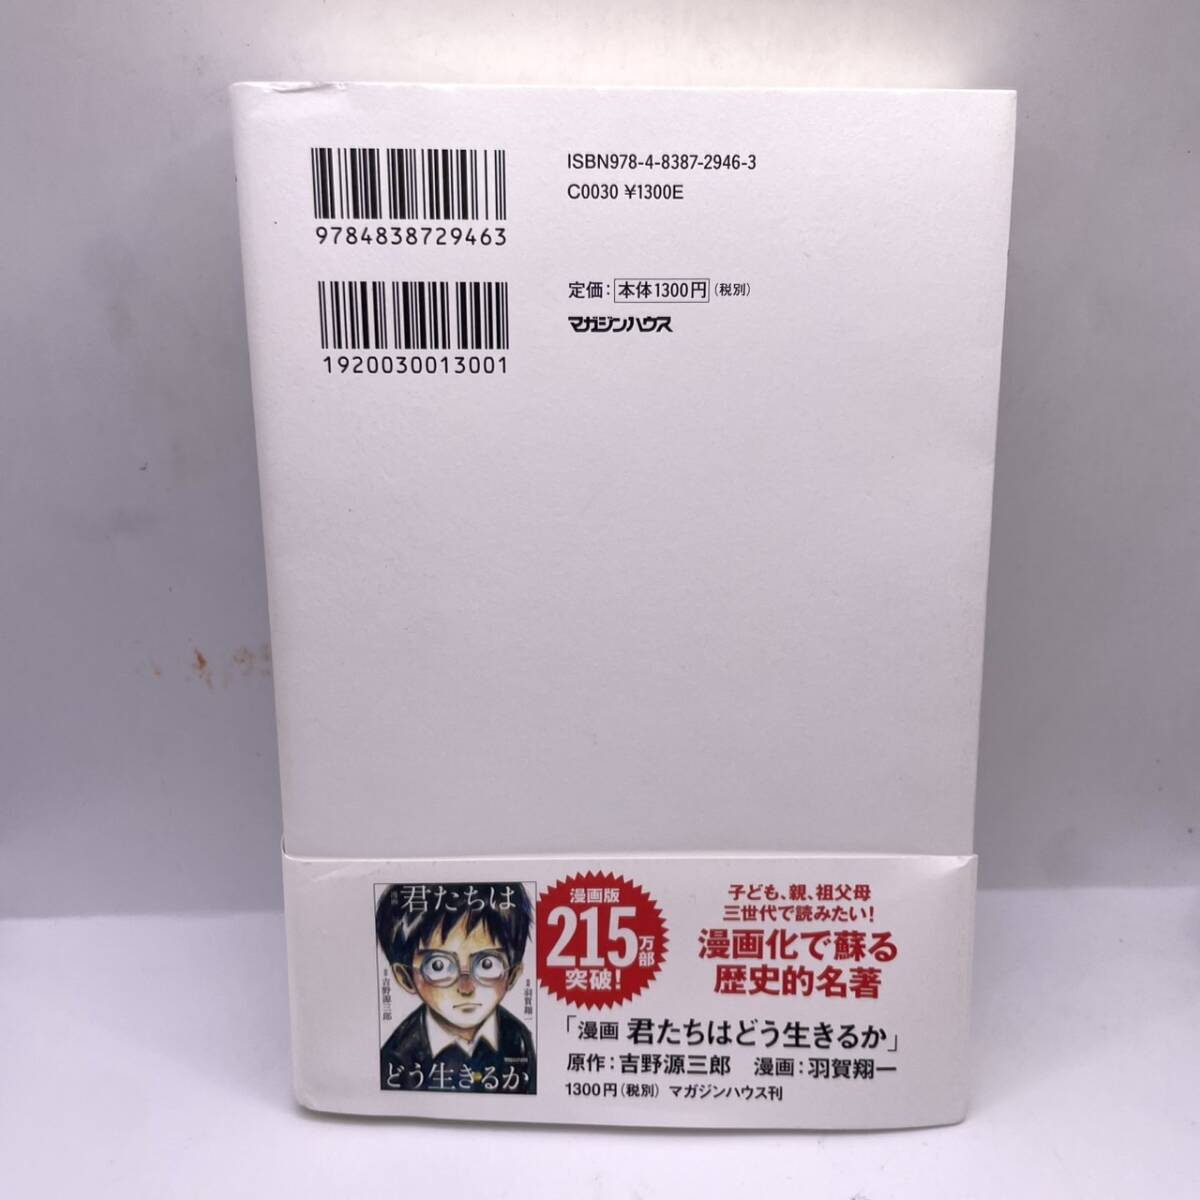 ISBN978-4-8387-2946-3
C0030 ¥1300E
9784838729463
定価：本体1300円（税別）
マガジンハウス
1920030013001
漫画 君たちは
どう生きるか
原作 吉野源三郎
漫画 羽賀翔一
漫画版
215万部
突破！
子ども、親、祖父母
三世代で読みたい！
漫画化で蘇る
歴史的名著
「漫画 君たちはどう生きるか」
原作：吉野源三郎 漫画：羽賀翔一
1300円（税別） マガジンハウス刊